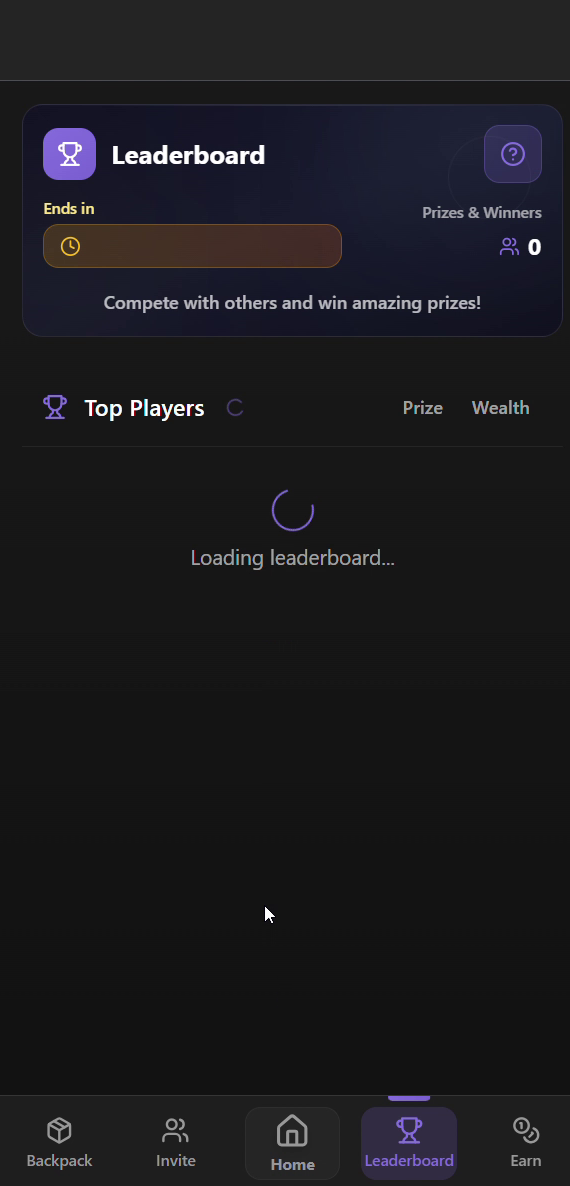 Leaderboard
Ends in
Prizes & Winners
0
Compete with others and win amazing prizes!
Top Players
Prize
Wealth
Loading leaderboard...
Backpack
Invite
Home
Leaderboard
Earn